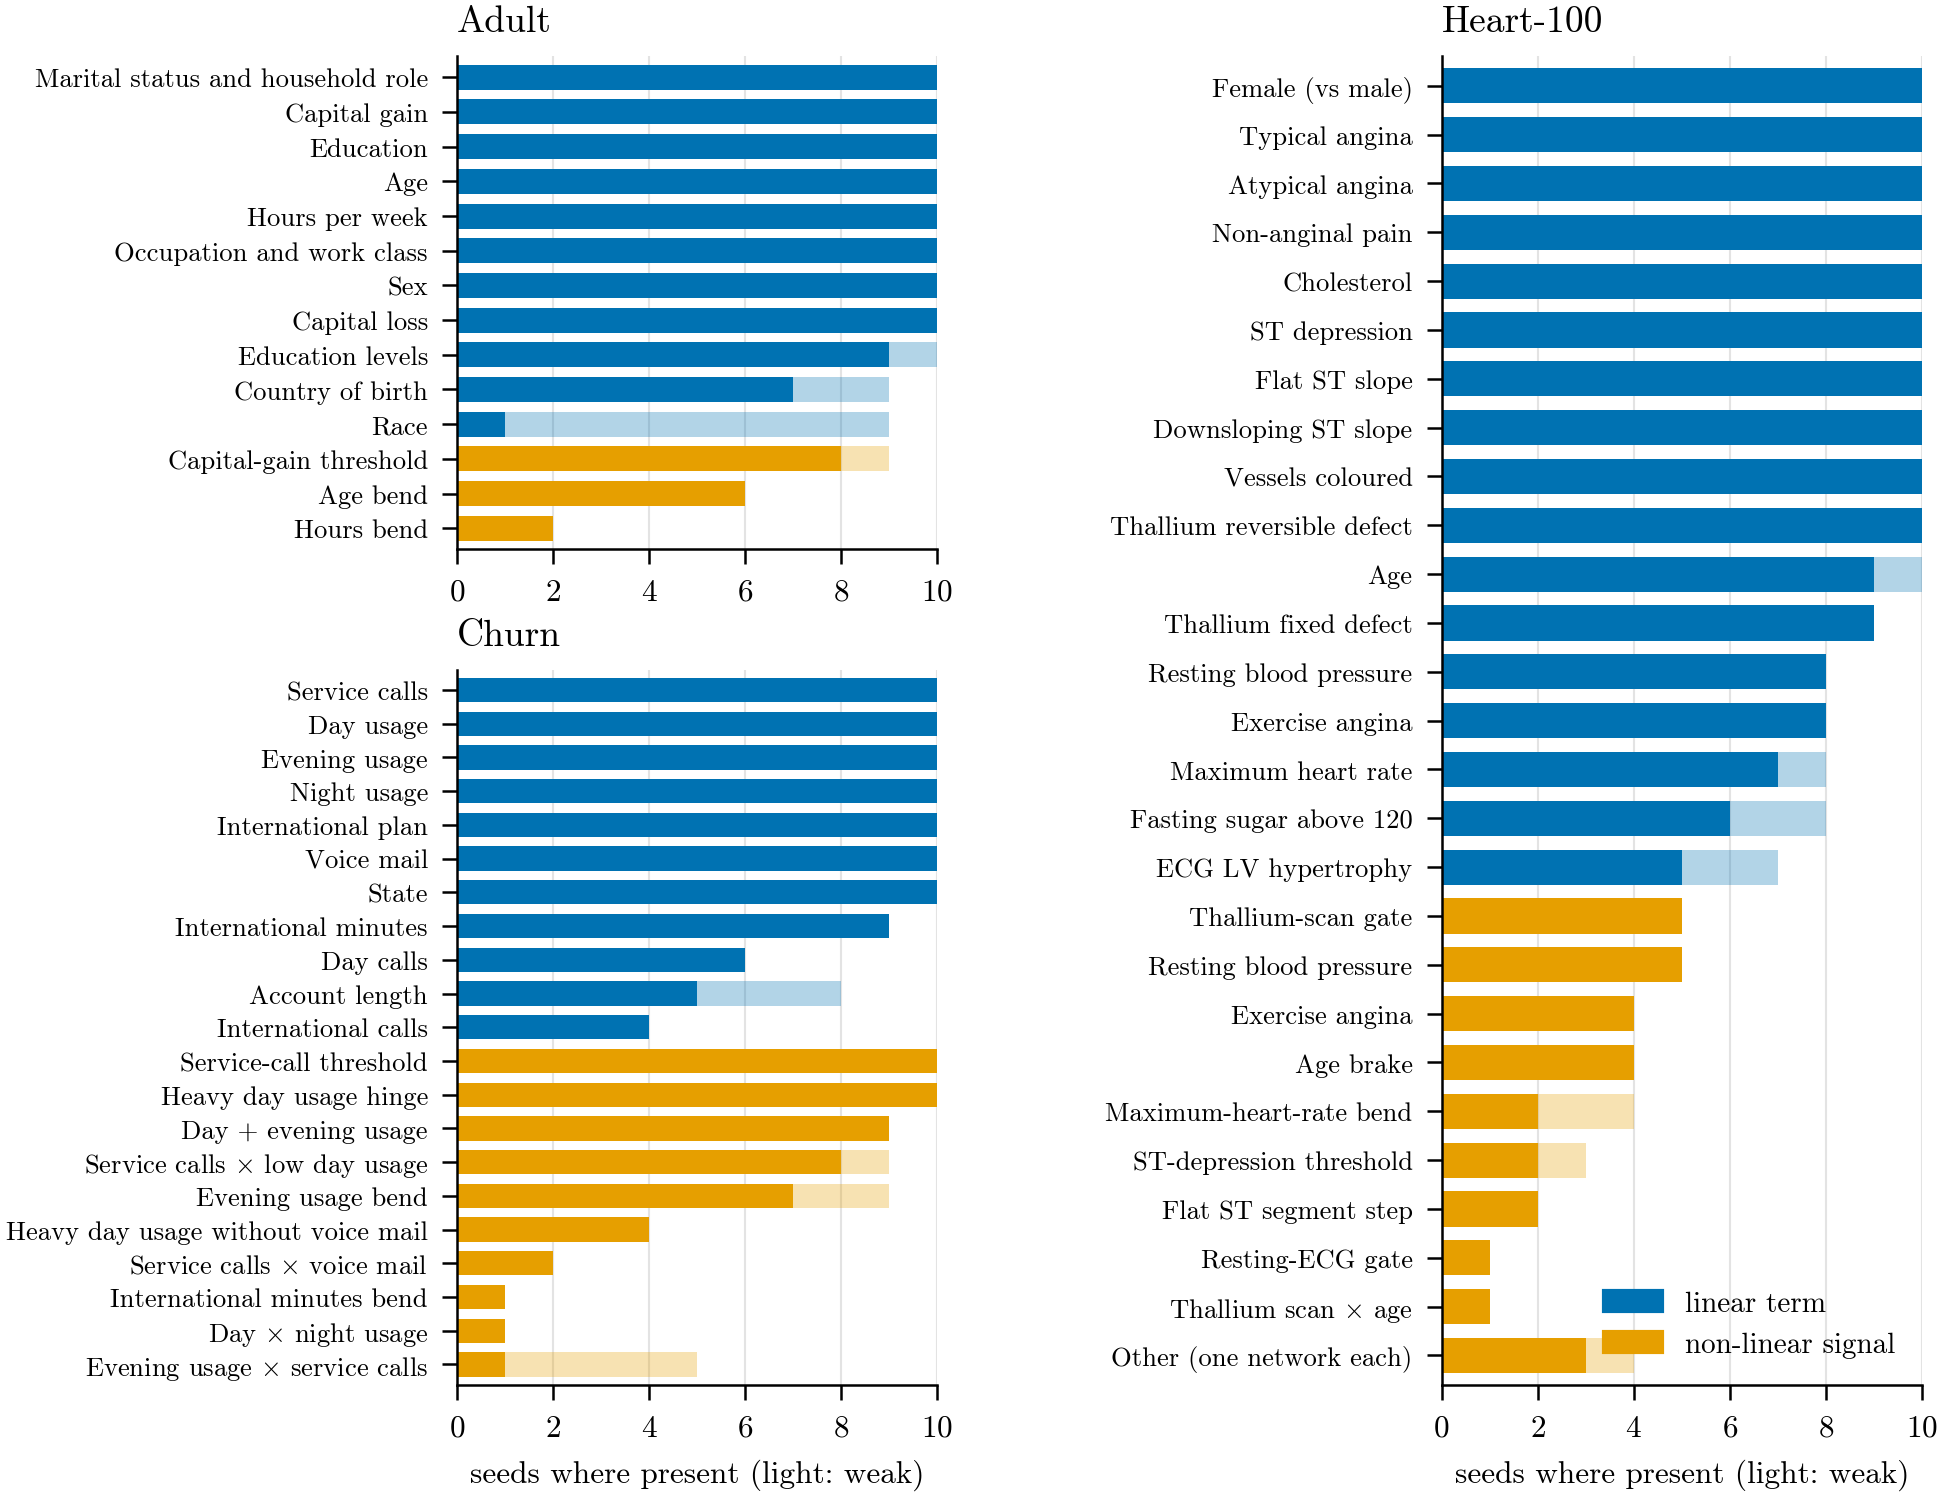 Adult
Marital status and household role
Capital gain
Education
Age
Hours per week
Occupation and work class
Sex
Capital loss
Education levels
Country of birth
Race
Capital-gain threshold
Age bend
Hours bend
0 2 4 6 8 10
Churn
Service calls
Day usage
Evening usage
Night usage
International plan
Voice mail
State
International minutes
Day calls
Account length
International calls
Service-call threshold
Heavy day usage hinge
Day + evening usage
Service calls × low day usage
Evening usage bend
Heavy day usage without voice mail
Service calls × voice mail
International minutes bend
Day × night usage
Evening usage × service calls
0 2 4 6 8 10
seeds where present (light: weak)
Heart-100
Female (vs male)
Typical angina
Atypical angina
Non-anginal pain
Cholesterol
ST depression
Flat ST slope
Downsloping ST slope
Vessels coloured
Thallium reversible defect
Age
Thallium fixed defect
Resting blood pressure
Exercise angina
Maximum heart rate
Fasting sugar above 120
ECG LV hypertrophy
Thallium-scan gate
Resting blood pressure
Exercise angina
Age brake
Maximum-heart-rate bend
ST-depression threshold
Flat ST segment step
Resting-ECG gate
Thallium scan × age
Other (one network each)
linear term
non-linear signal
0 2 4 6 8 10
seeds where present (light: weak)